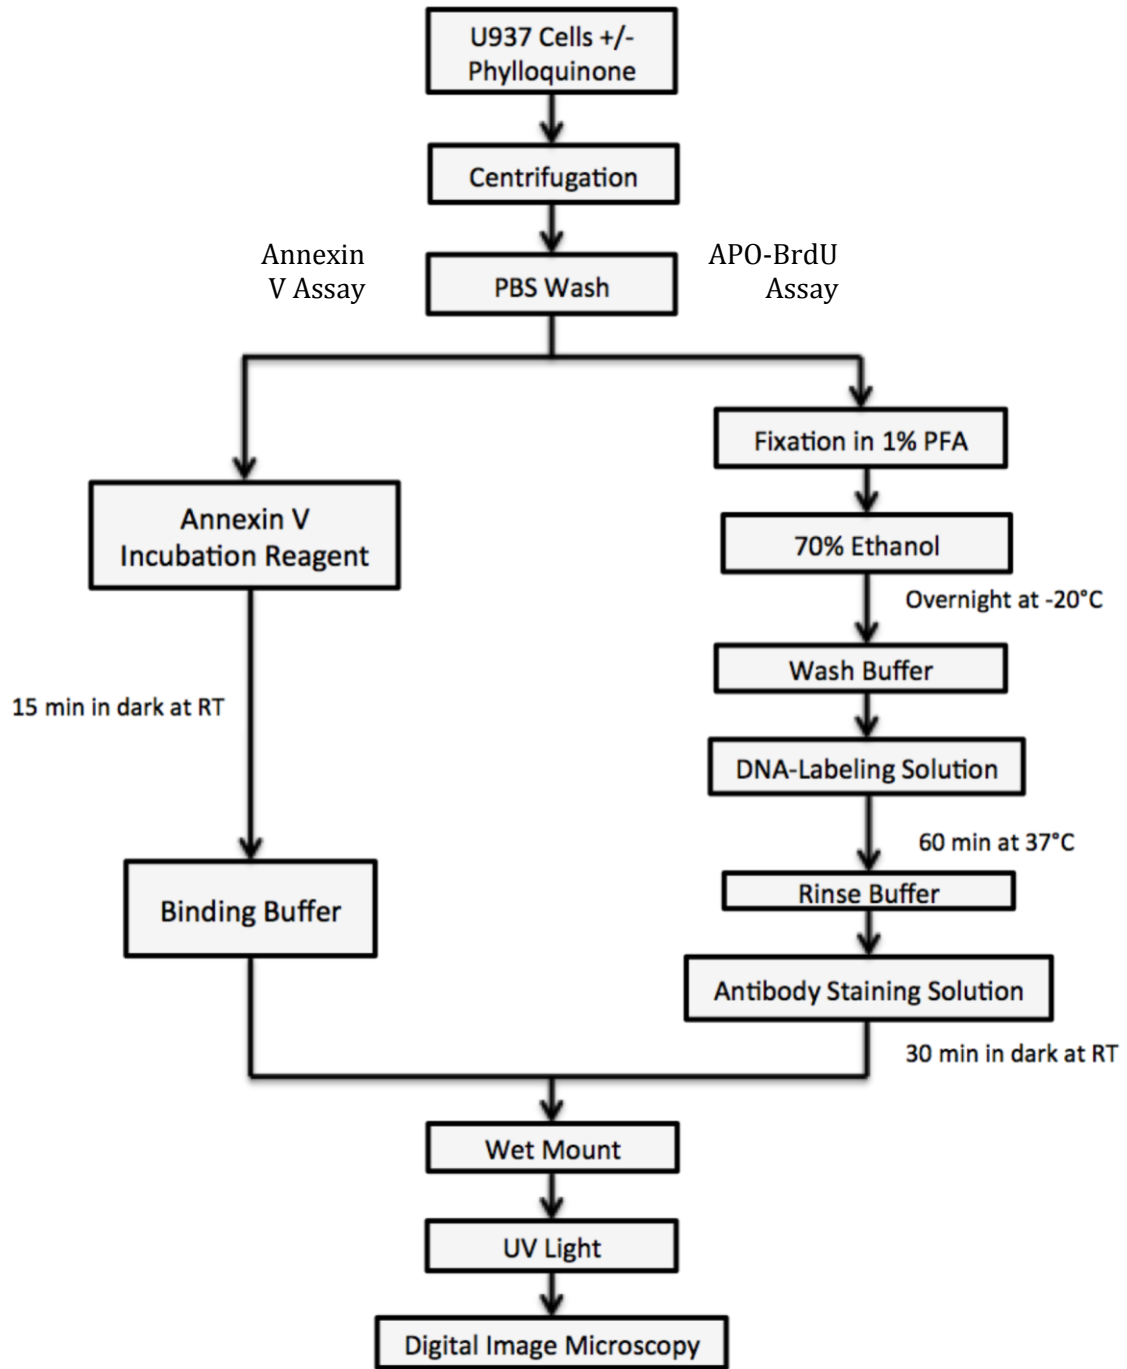 U937 Cells +/-
Phylloquinone
Centrifugation
Annexin
V Assay
PBS Wash
APO-BrdU
Assay
Annexin V
Incubation Reagent
15 min in dark at RT
Binding Buffer
Fixation in 1% PFA
70% Ethanol
Overnight at -20°C
Wash Buffer
DNA-Labeling Solution
60 min at 37°C
Rinse Buffer
Antibody Staining Solution
30 min in dark at RT
Wet Mount
UV Light
Digital Image Microscopy